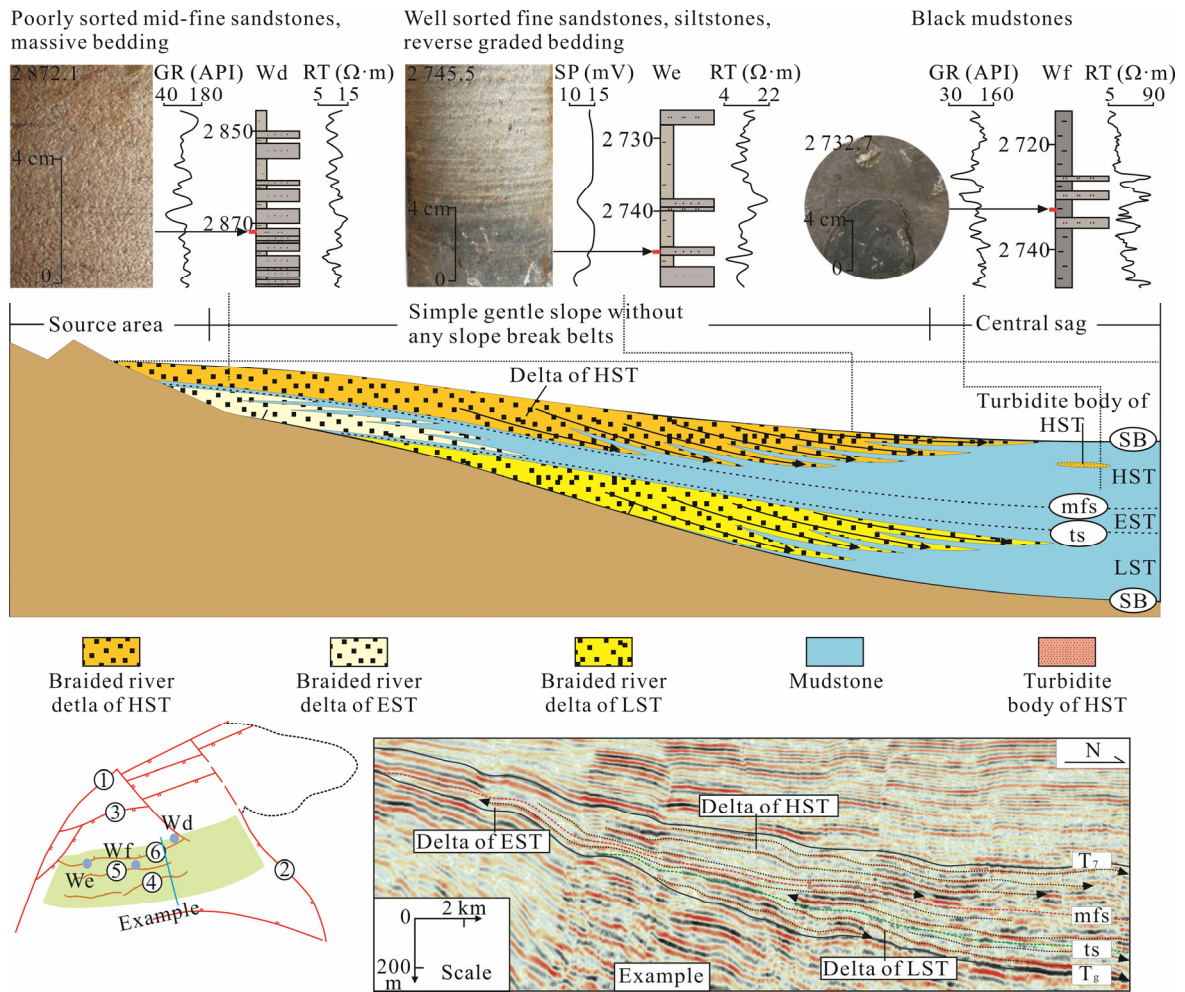 Poorly sorted mid-fine sandstones,
massive bedding
Well sorted fine sandstones, siltstones,
reverse graded bedding
Black mudstones
2 872.1
4 cm
0
GR (API)
40 180
Wd
RT (Ω·m)
5 15
2 850
2 870
2 745.5
4 cm
0
SP (mV)
10 15
We
RT (Ω·m)
4 22
2 730
2 740
2 732.7
4 cm
0
GR (API)
30 160
Wf
RT (Ω·m)
5 90
2 720
2 740
Source area
Simple gentle slope without
any slope break belts
Central sag
Delta of HST
Turbidite body of
HST
SB
HST
mfs
EST
ts
LST
SB
Braided river
detla of HST
Braided river
delta of EST
Braided river
delta of LST
Mudstone
Turbidite
body of HST
①
③
Wd
Wf
⑥
We
⑤
④
②
Example
N
Delta of HST
Delta of EST
T7
mfs
ts
Tg
0
2 km
200
m
Scale
Example
Delta of LST